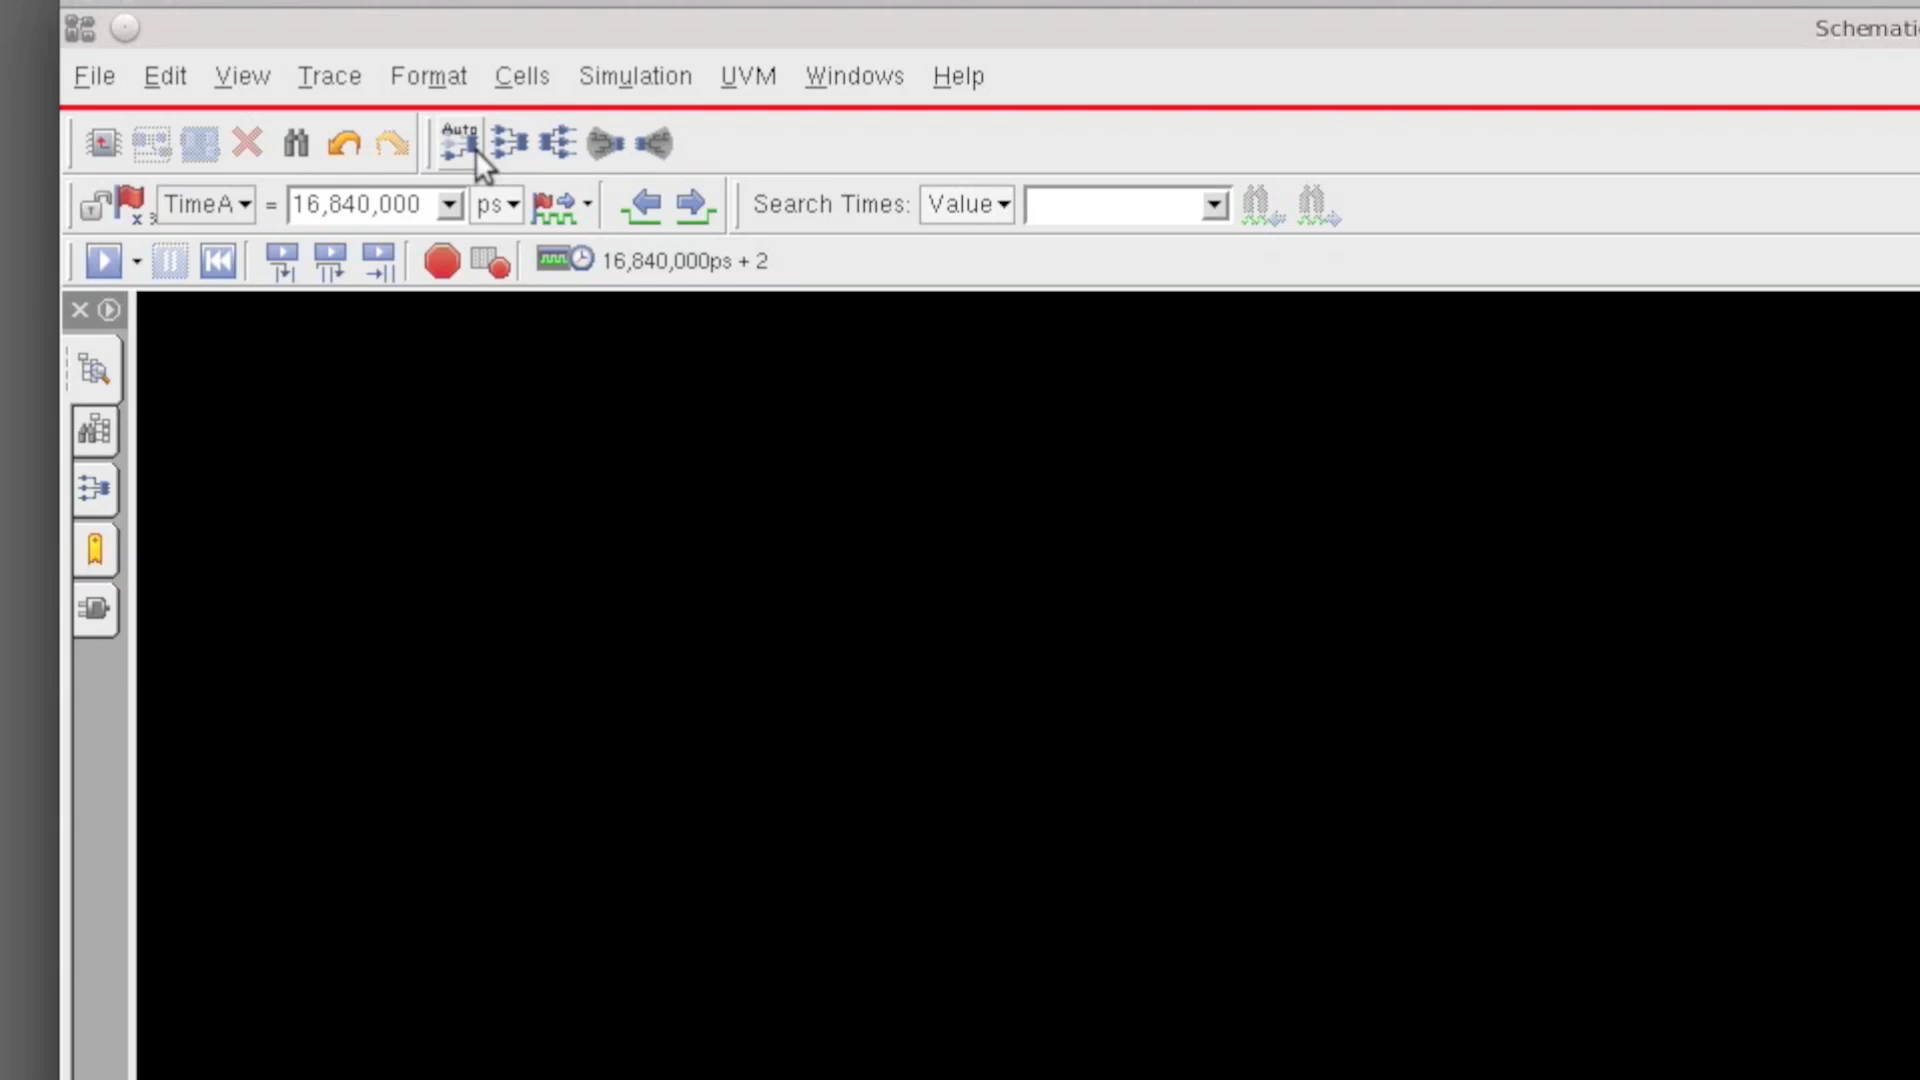 Schemati
File Edit View Trace Format Cells Simulation UVM Windows Help
Auto
TimeA = 16,840,000 ps Search Times: Value
16,840,000ps + 2